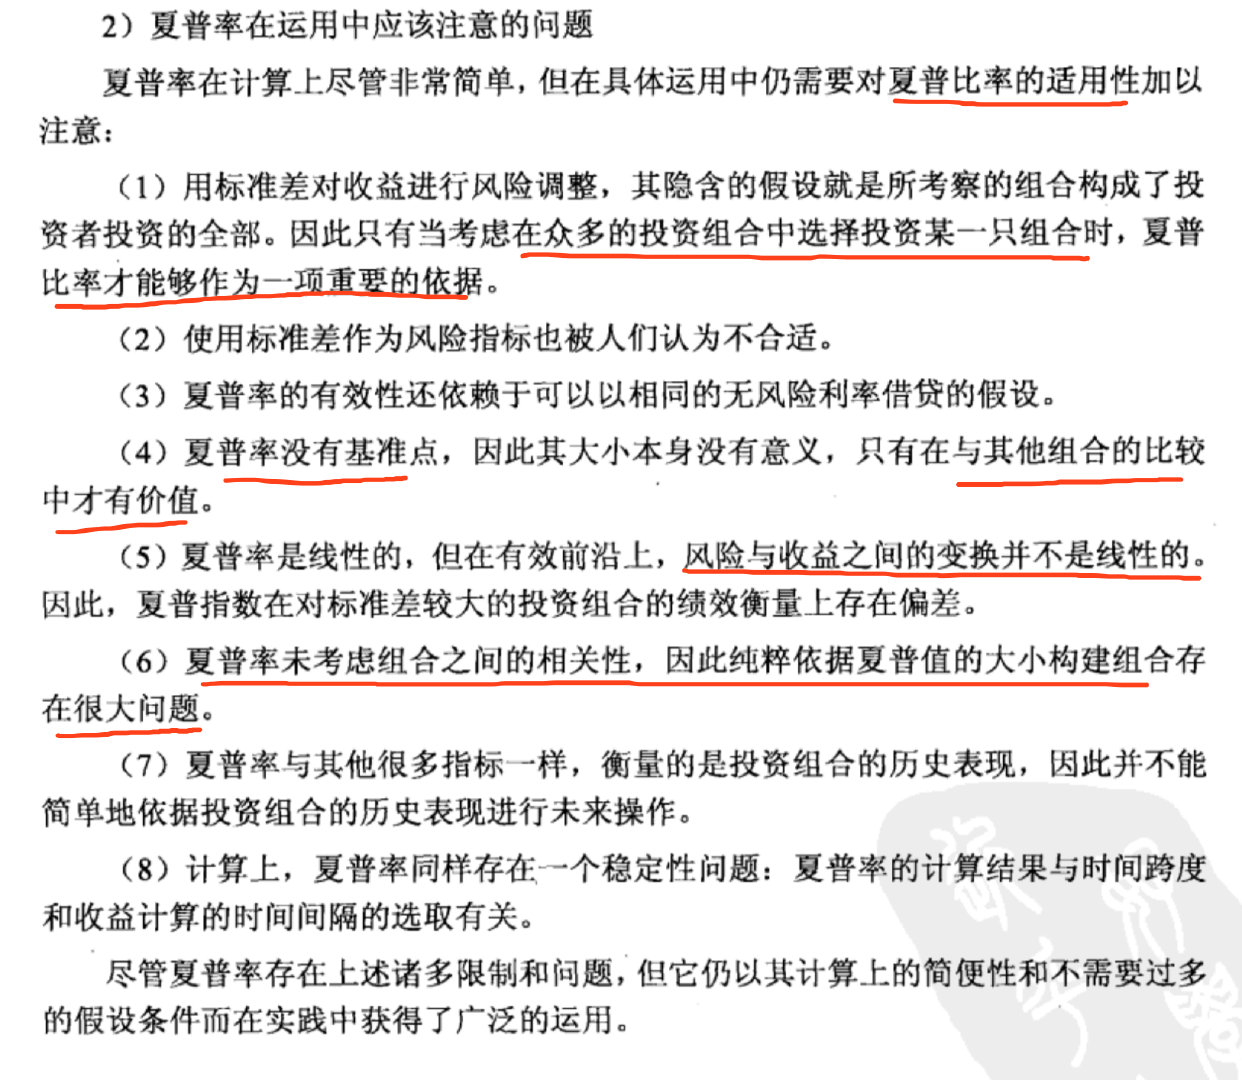 2）夏普率在运用中应该注意的问题
夏普率在计算上尽管非常简单，但在具体运用中仍需要对夏普比率的适用性加以
注意：
（1）用标准差对收益进行风险调整，其隐含的假设就是所考察的组合构成了投
资者投资的全部。因此只有当考虑在众多的投资组合中选择投资某一只组合时，夏普
比率才能够作为一项重要的依据。
（2）使用标准差作为风险指标也被人们认为不合适。
（3）夏普率的有效性还依赖于可以以相同的无风险利率借贷的假设。
（4）夏普率没有基准点，因此其大小本身没有意义，只有在与其他组合的比较
中才有价值。
（5）夏普率是线性的，但在有效前沿上，风险与收益之间的变换并不是线性的。
因此，夏普指数在对标准差较大的投资组合的绩效衡量上存在偏差。
（6）夏普率未考虑组合之间的相关性，因此纯粹依据夏普值的大小构建组合存
在很大问题。
（7）夏普率与其他很多指标一样，衡量的是投资组合的历史表现，因此并不能
简单地依据投资组合的历史表现进行未来操作。
（8）计算上，夏普率同样存在一个稳定性问题：夏普率的计算结果与时间跨度
和收益计算的时间间隔的选取有关。
尽管夏普率存在上述诸多限制和问题，但它仍以其计算上的简便性和不需要过多
的假设条件而在实践中获得了广泛的运用。